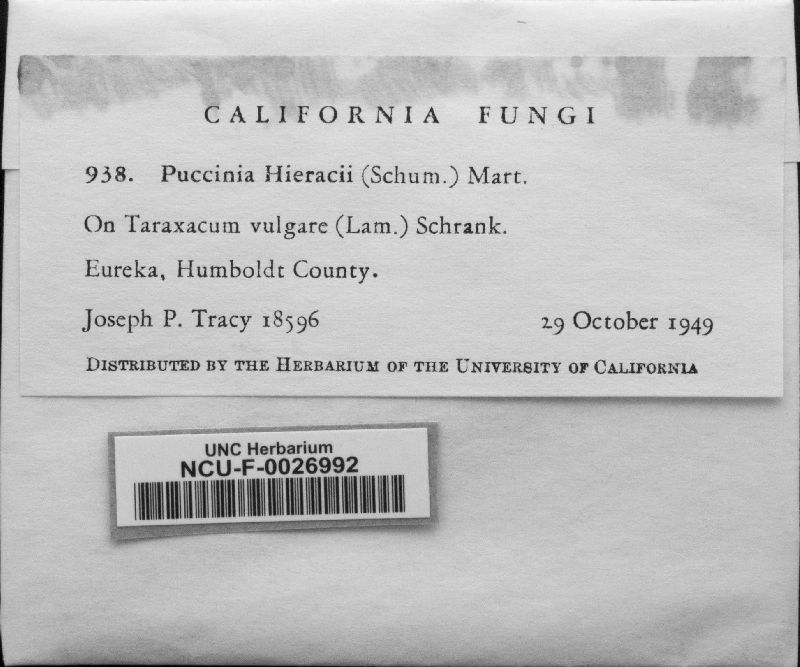 CALIFORNIA FUNGI
938. Puccinia Hieracii (Schum.) Mart.
On Taraxacum vulgare (Lam.) Schrank.
Eureka, Humboldt County.
Joseph P. Tracy 18596 29 October 1949
DISTRIBUTED BY THE HERBARIUM OF THE UNIVERSITY OF CALIFORNIA
UNC Herbarium
NCU-F-0026992